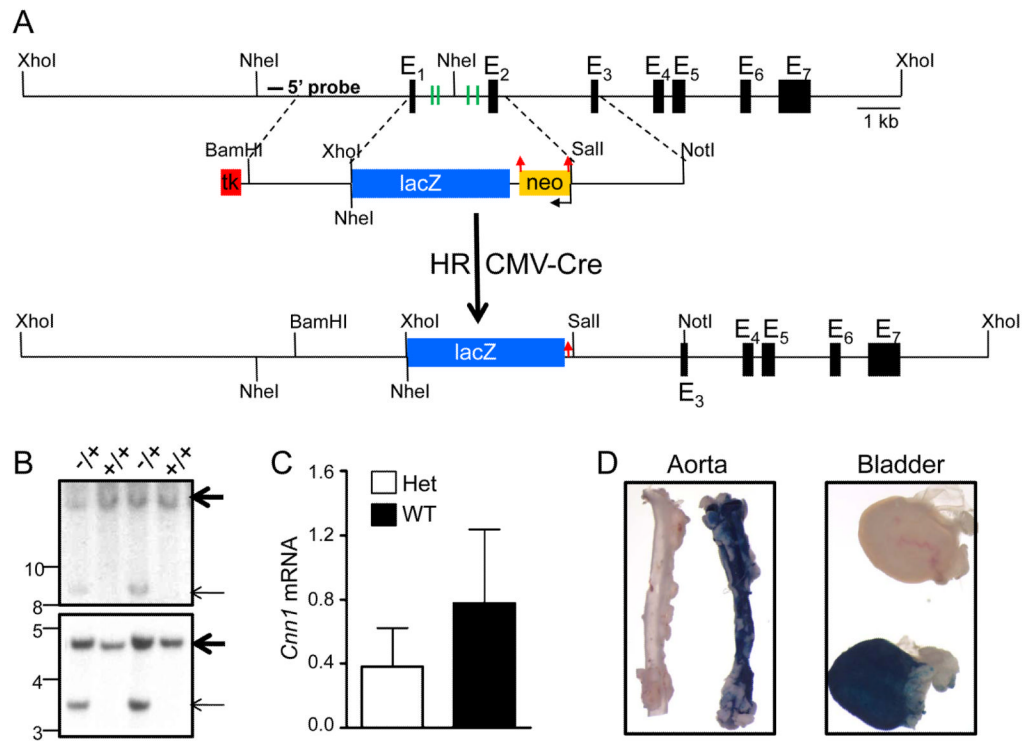 A
XhoI NheI E1 NheI E2 E3 E4 E5 E6 E7 XhoI
5' probe
1 kb
BamHI XhoI SalI NotI
tk lacZ neo
NheI
HR CMV-Cre
XhoI BamHI XhoI SalI NotI E4 E5 E6 E7 XhoI
lacZ
NheI NheI E3
B
-/+ +/+ -/+ +/+
10
8
5
4
3
C
Cnn1 mRNA
1.6
1.2
0.8
0.4
0.0
Het
WT
D
Aorta Bladder